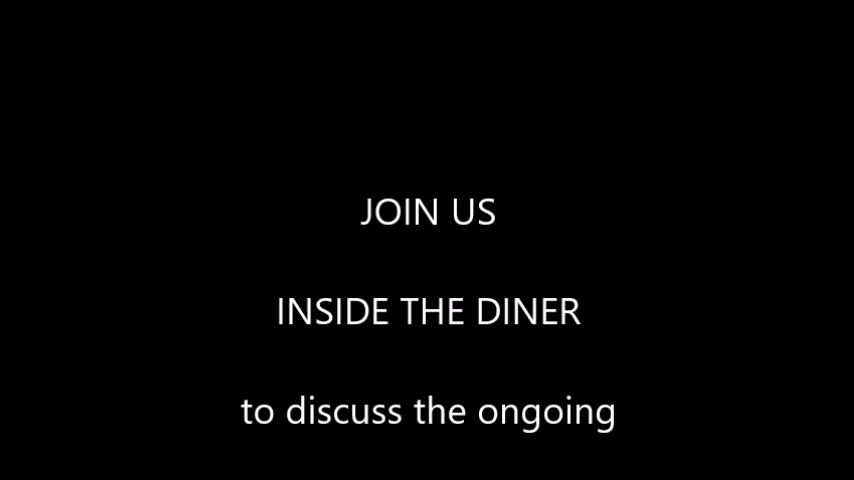 JOIN US
INSIDE THE DINER
to discuss the ongoing